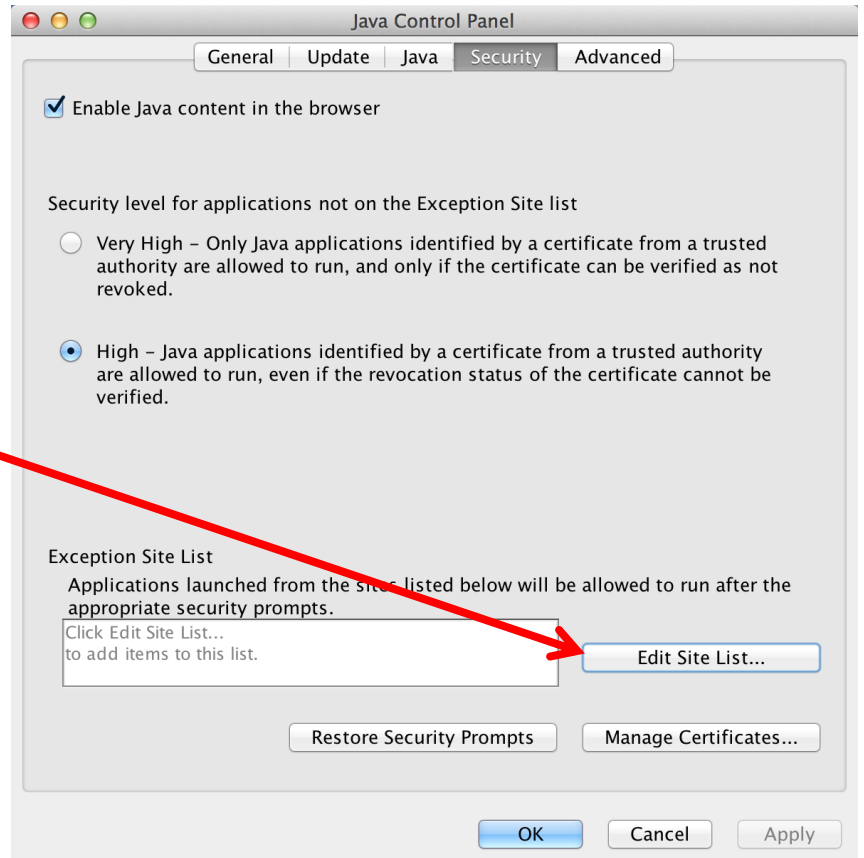 Java Control Panel
General Update Java Security Advanced
Enable Java content in the browser
Security level for applications not on the Exception Site list
Very High – Only Java applications identified by a certificate from a trusted
authority are allowed to run, and only if the certificate can be verified as not
revoked.
High – Java applications identified by a certificate from a trusted authority
are allowed to run, even if the revocation status of the certificate cannot be
verified.
Exception Site List
Applications launched from the sites listed below will be allowed to run after the
appropriate security prompts.
Click Edit Site List...
to add items to this list.
Edit Site List...
Restore Security Prompts Manage Certificates...
OK Cancel Apply